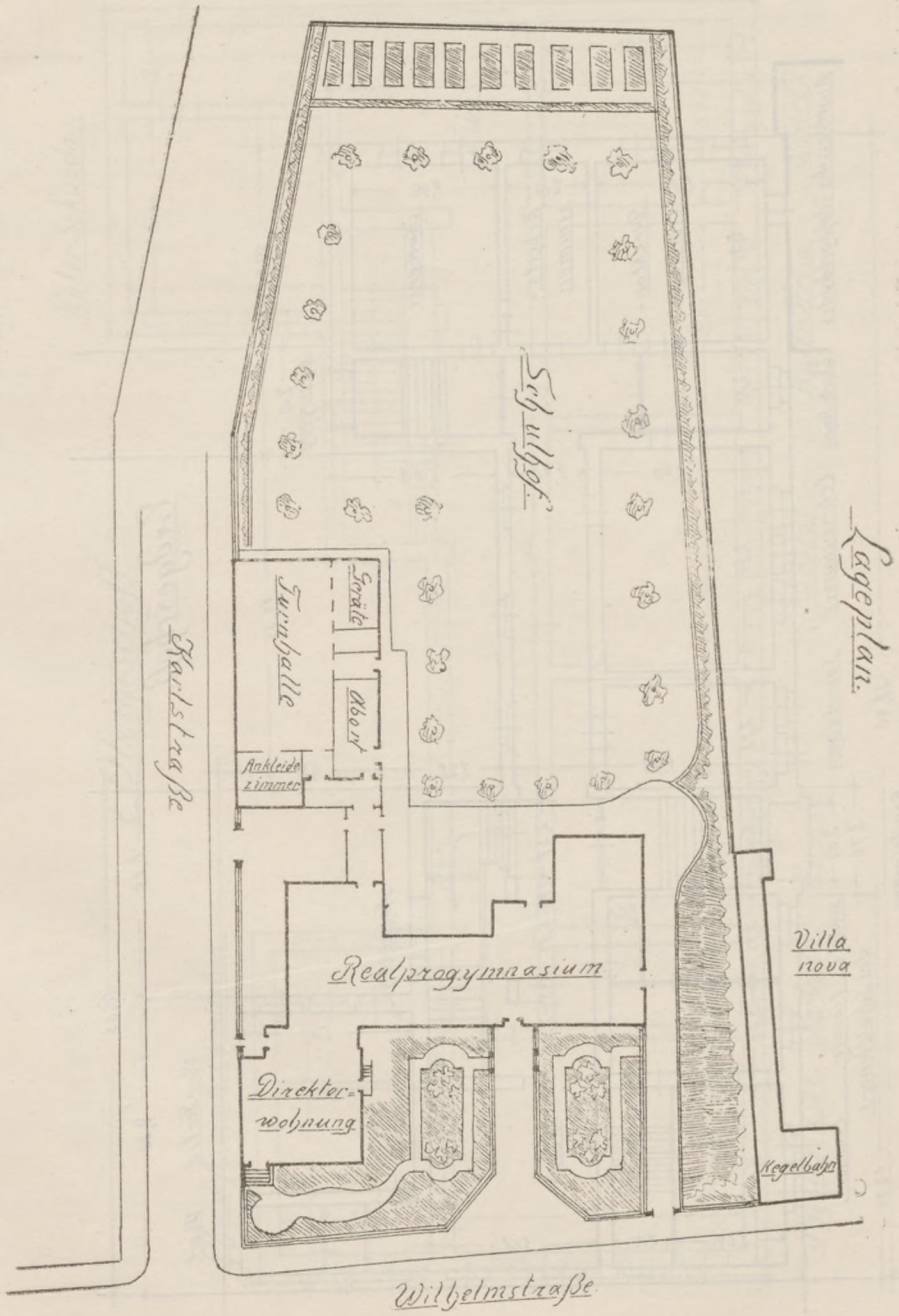 Lageplan.
Schulhof.
Karlstraße
Turnhalle
Geräte
Abort
Ankleide
zimmer
Realprogymnasium
Villa
nova
Direktor=
wohnung
Kegelbahn
Wilhelmstraße